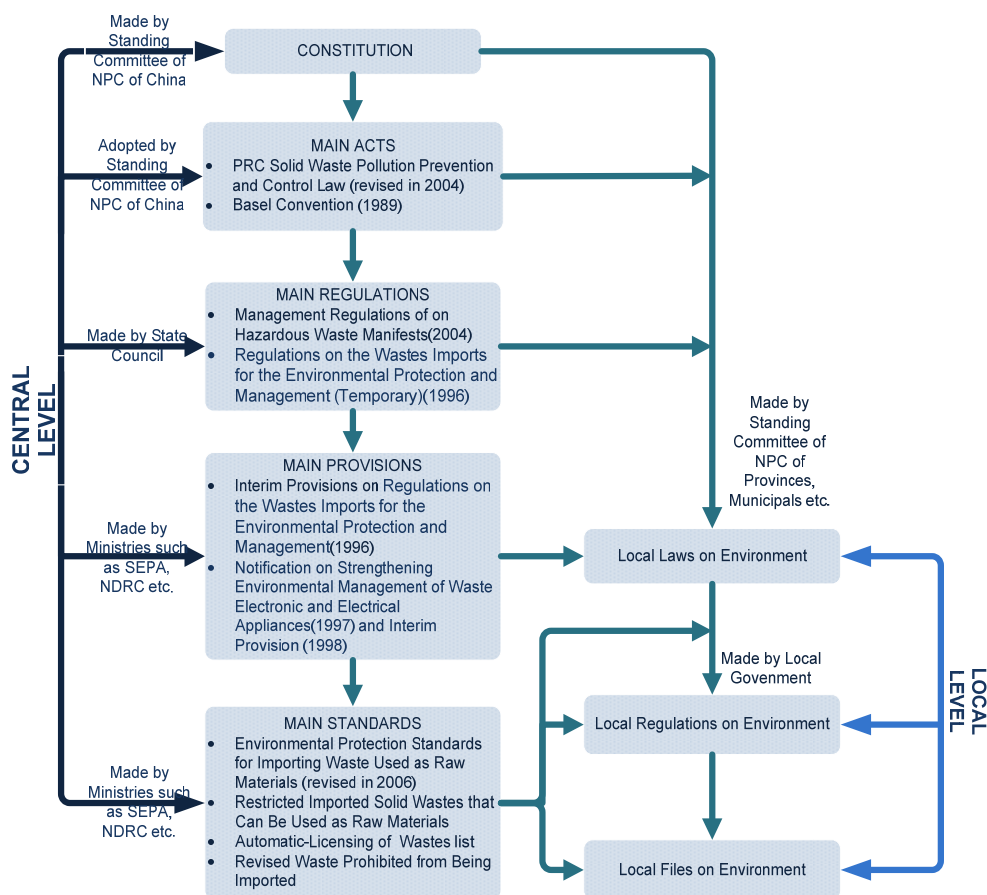 Made by
Standing
Committee of
NPC of China
CONSTITUTION
Adopted by
Standing
Committee of
NPC of China
MAIN ACTS
• PRC Solid Waste Pollution Prevention
and Control Law (revised in 2004)
• Basel Convention (1989)
Made by State
Council
MAIN REGULATIONS
• Management Regulations of on
Hazardous Waste Manifests(2004)
• Regulations on the Wastes Imports
for the Environmental Protection and
Management (Temporary)(1996)
CENTRAL
LEVEL
Made by
Standing
Committee of
NPC of
Provinces,
Municipals etc.
Made by
Ministries such
as SEPA,
NDRC etc.
MAIN PROVISIONS
• Interim Provisions on Regulations on
the Wastes Imports for the
Environmental Protection and
Management(1996)
• Notification on Strengthening
Environmental Management of Waste
Electronic and Electrical
Appliances(1997) and Interim
Provision (1998)
Local Laws on Environment
Made by Local
Govenment
LOCAL
LEVEL
Local Regulations on Environment
Made by
Ministries such
as SEPA,
NDRC etc.
MAIN STANDARDS
• Environmental Protection Standards
for Importing Waste Used as Raw
Materials (revised in 2006)
• Restricted Imported Solid Wastes that
Can Be Used as Raw Materials
• Automatic-Licensing of Wastes list
• Revised Waste Prohibited from Being
Imported
Local Files on Environment